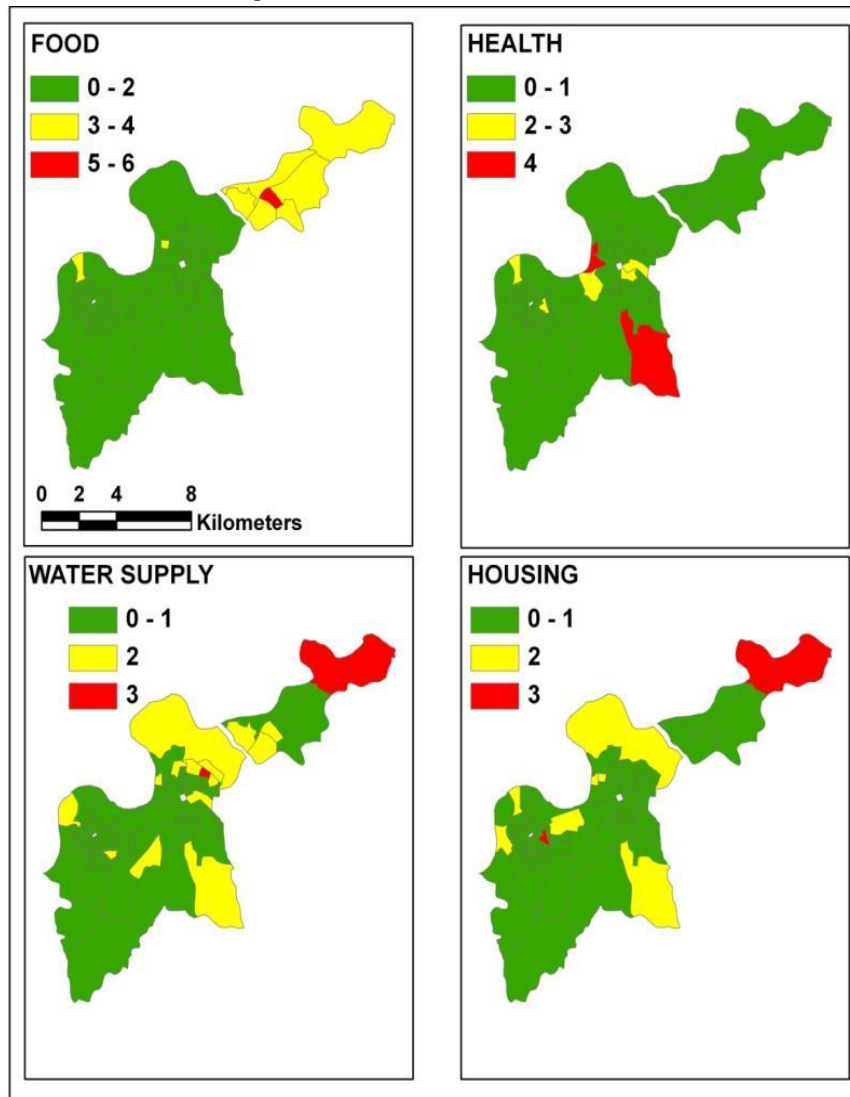 FOOD
0 - 2
3 - 4
5 - 6
0 2 4 8
Kilometers
HEALTH
0 - 1
2 - 3
4
WATER SUPPLY
0 - 1
2
3
HOUSING
0 - 1
2
3